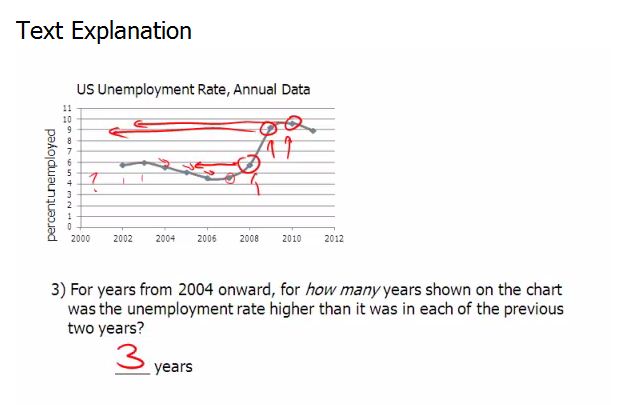 Text Explanation
US Unemployment Rate, Annual Data
percent unemployed
11
10
9
8
7
6
5
4
3
2
1
0
?
2000 2002 2004 2006 2008 2010 2012
3) For years from 2004 onward, for how many years shown on the chart
was the unemployment rate higher than it was in each of the previous
two years?
3 years